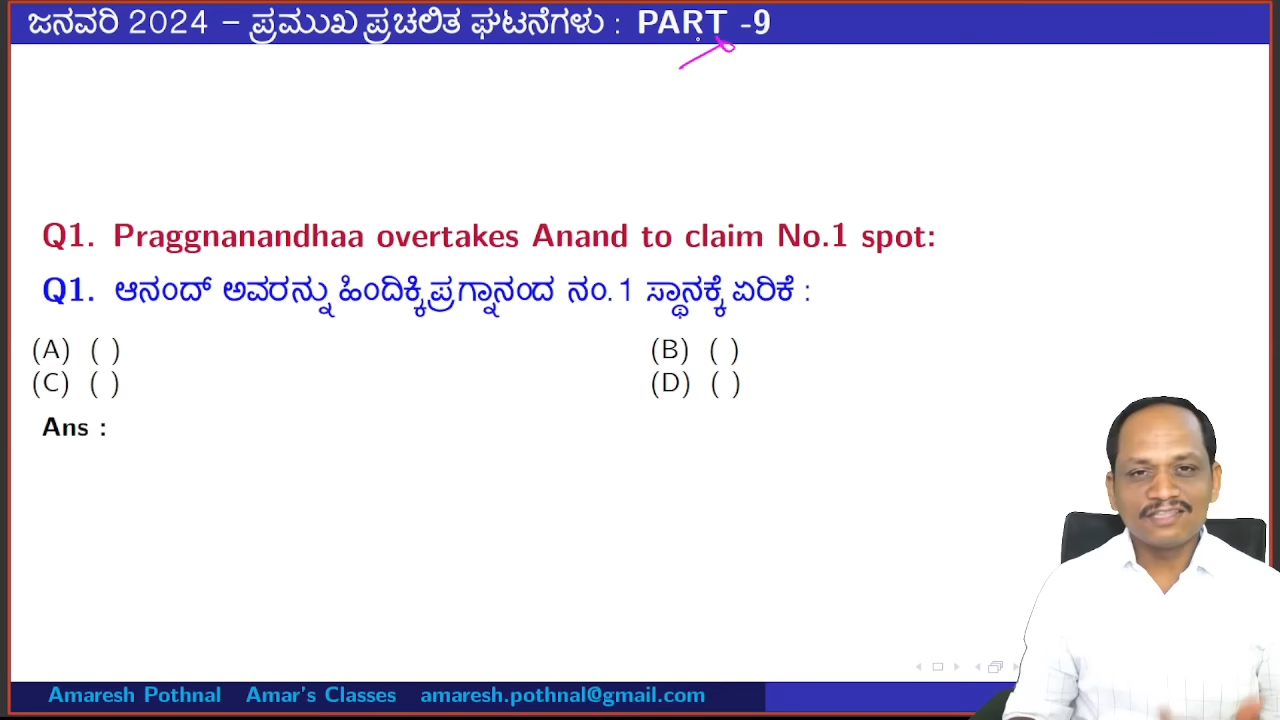 ಜನವರಿ 2024 – ಪ್ರಮುಖ ಪ್ರಚಲಿತ ಘಟನೆಗಳು : PART -9
Q1. Praggnanandhaa overtakes Anand to claim No.1 spot:
Q1. ಆನಂದ್ ಅವರನ್ನು ಹಿಂದಿಕ್ಕಿ ಪ್ರಗ್ನಾನಂದ ನಂ.1 ಸ್ಥಾನಕ್ಕೆ ಏರಿಕೆ :
(A) ( ) (B) ( )
(C) ( ) (D) ( )
Ans :
Amaresh Pothnal Amar's Classes amaresh.pothnal@gmail.com